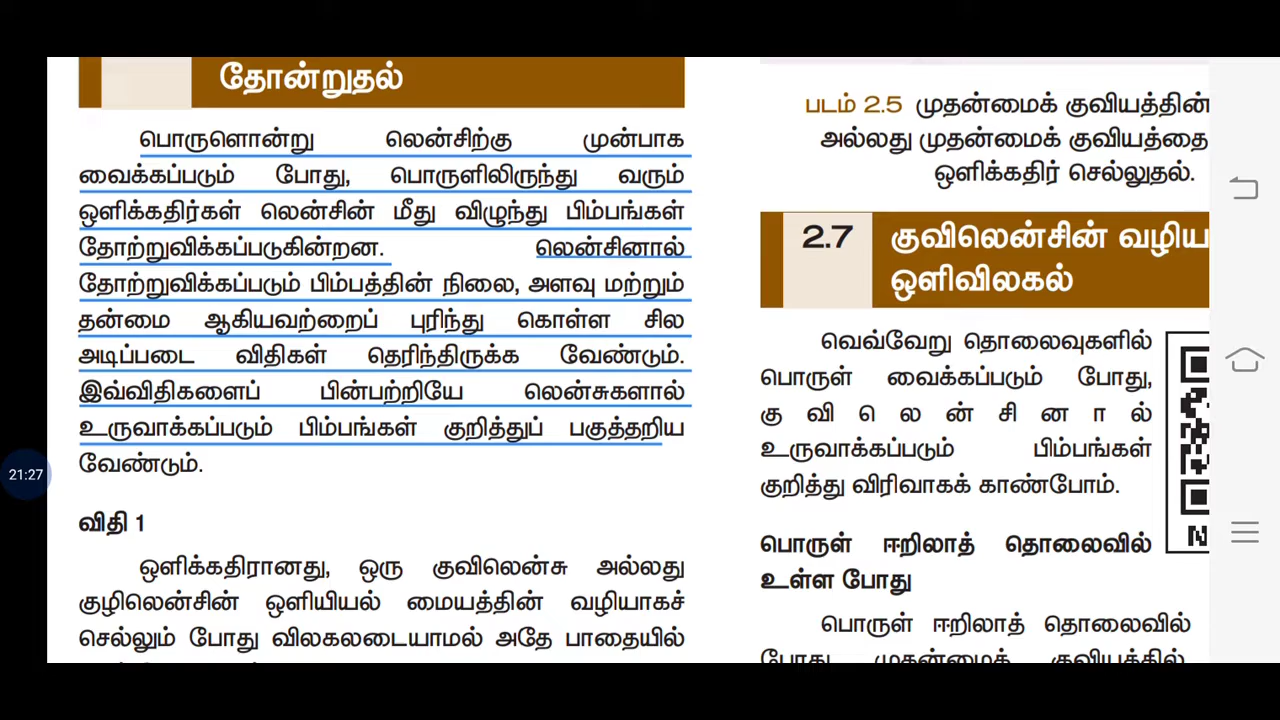 தோன்றுதல்
பொருளொன்று லென்சிற்கு முன்பாக
வைக்கப்படும் போது, பொருளிலிருந்து வரும்
ஒளிக்கதிர்கள் லென்சின் மீது விழுந்து பிம்பங்கள்
தோற்றுவிக்கப்படுகின்றன. லென்சினால்
தோற்றுவிக்கப்படும் பிம்பத்தின் நிலை, அளவு மற்றும்
தன்மை ஆகியவற்றைப் புரிந்து கொள்ள சில
அடிப்படை விதிகள் தெரிந்திருக்க வேண்டும்.
இவ்விதிகளைப் பின்பற்றியே லென்சுகளால்
உருவாக்கப்படும் பிம்பங்கள் குறித்துப் பகுத்தறிய
வேண்டும்.
21:27
விதி 1
ஒளிக்கதிரானது, ஒரு குவிலென்சு அல்லது
குழிலென்சின் ஒளியியல் மையத்தின் வழியாகச்
செல்லும் போது விலகலடையாமல் அதே பாதையில்
படம் 2.5 முதன்மைக் குவியத்தின்
அல்லது முதன்மைக் குவியத்தை
ஒளிக்கதிர் செல்லுதல்.
2.7 குவிலென்சின் வழிய
ஒளிவிலகல்
வெவ்வேறு தொலைவுகளில்
பொருள் வைக்கப்படும் போது,
கு வி லெ ன் சி னா ல்
உருவாக்கப்படும் பிம்பங்கள்
குறித்து விரிவாகக் காண்போம்.
பொருள் ஈறிலாத் தொலைவில்
உள்ள போது
பொருள் ஈறிலாத் தொலைவில்
போது முதன்மைக் குவியத்தில்